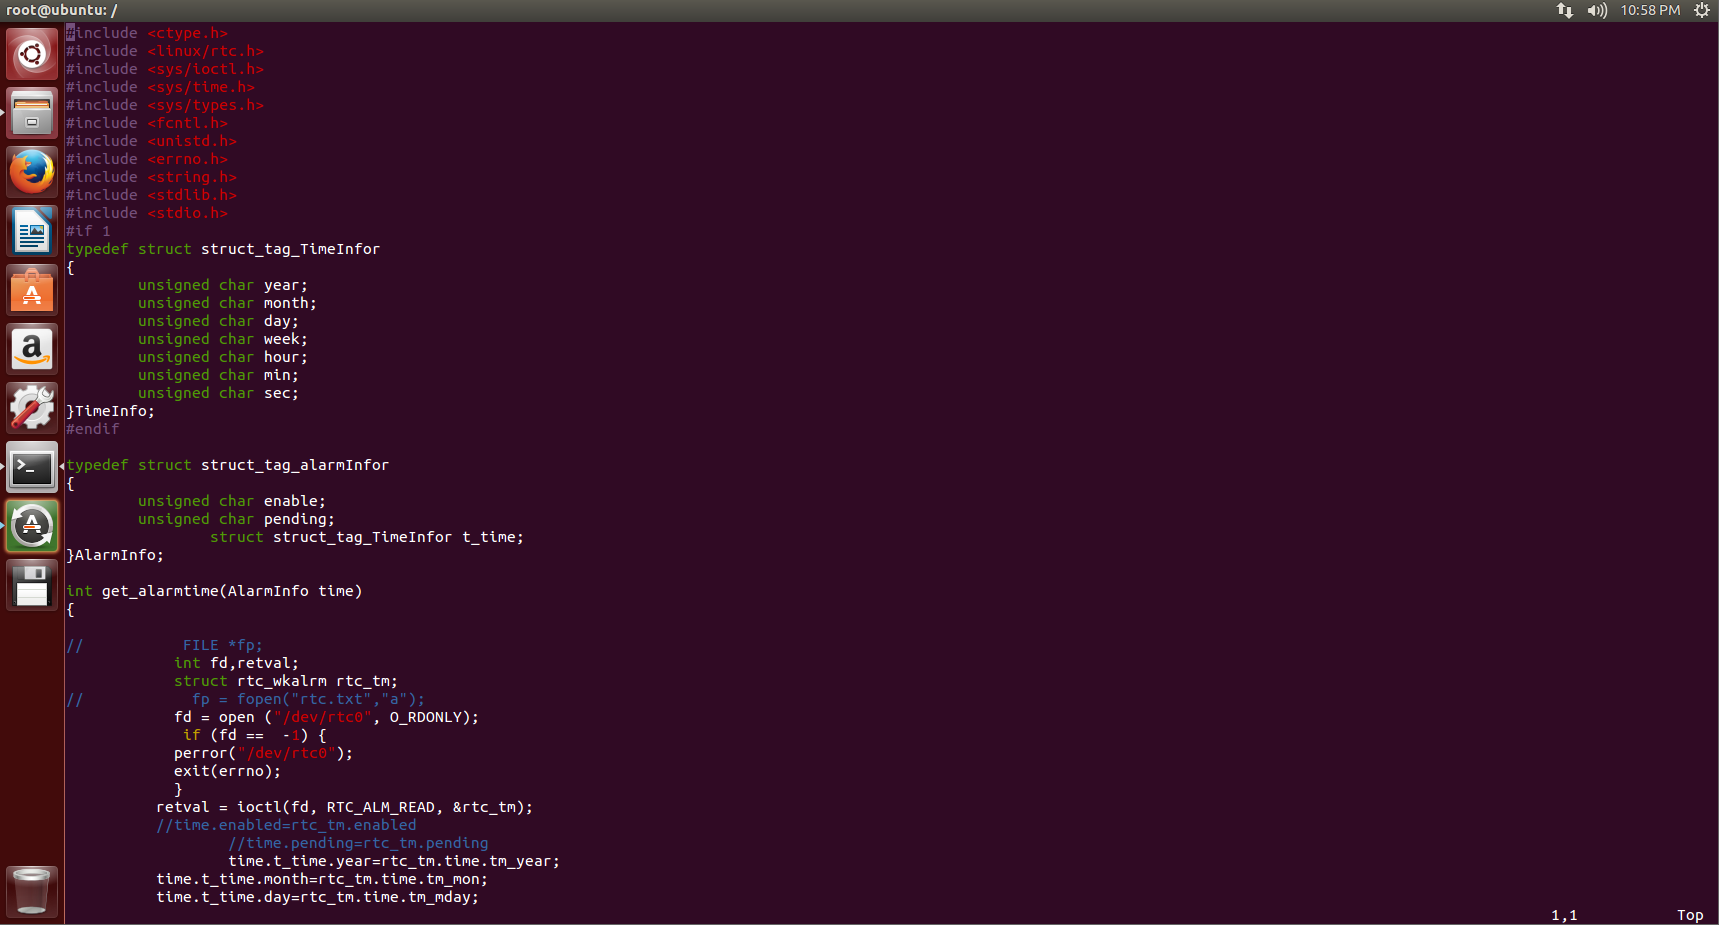 root@ubuntu: /
10:58 PM
#include <ctype.h>
#include <linux/rtc.h>
#include <sys/ioctl.h>
#include <sys/time.h>
#include <sys/types.h>
#include <fcntl.h>
#include <unistd.h>
#include <errno.h>
#include <string.h>
#include <stdlib.h>
#include <stdio.h>
#if 1
typedef struct struct_tag_TimeInfor
{
unsigned char year;
unsigned char month;
unsigned char day;
unsigned char week;
unsigned char hour;
unsigned char min;
unsigned char sec;
}TimeInfo;
#endif
typedef struct struct_tag_alarmInfor
{
unsigned char enable;
unsigned char pending;
struct struct_tag_TimeInfor t_time;
}AlarmInfo;
int get_alarmtime(AlarmInfo time)
{
// FILE *fp;
int fd,retval;
struct rtc_wkalrm rtc_tm;
// fp = fopen("rtc.txt","a");
fd = open ("/dev/rtc0", O_RDONLY);
if (fd ==  -1) {
perror("/dev/rtc0");
exit(errno);
}
retval = ioctl(fd, RTC_ALM_READ, &rtc_tm);
//time.enabled=rtc_tm.enabled
//time.pending=rtc_tm.pending
time.t_time.year=rtc_tm.time.tm_year;
time.t_time.month=rtc_tm.time.tm_mon;
time.t_time.day=rtc_tm.time.tm_mday;
1,1 Top